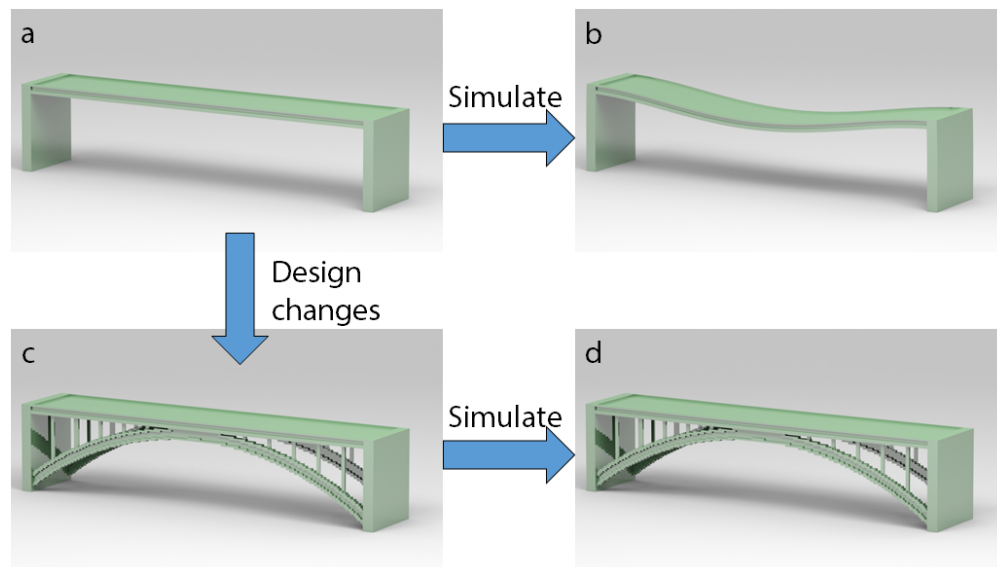 a
b
Simulate
Design
changes
c
d
Simulate